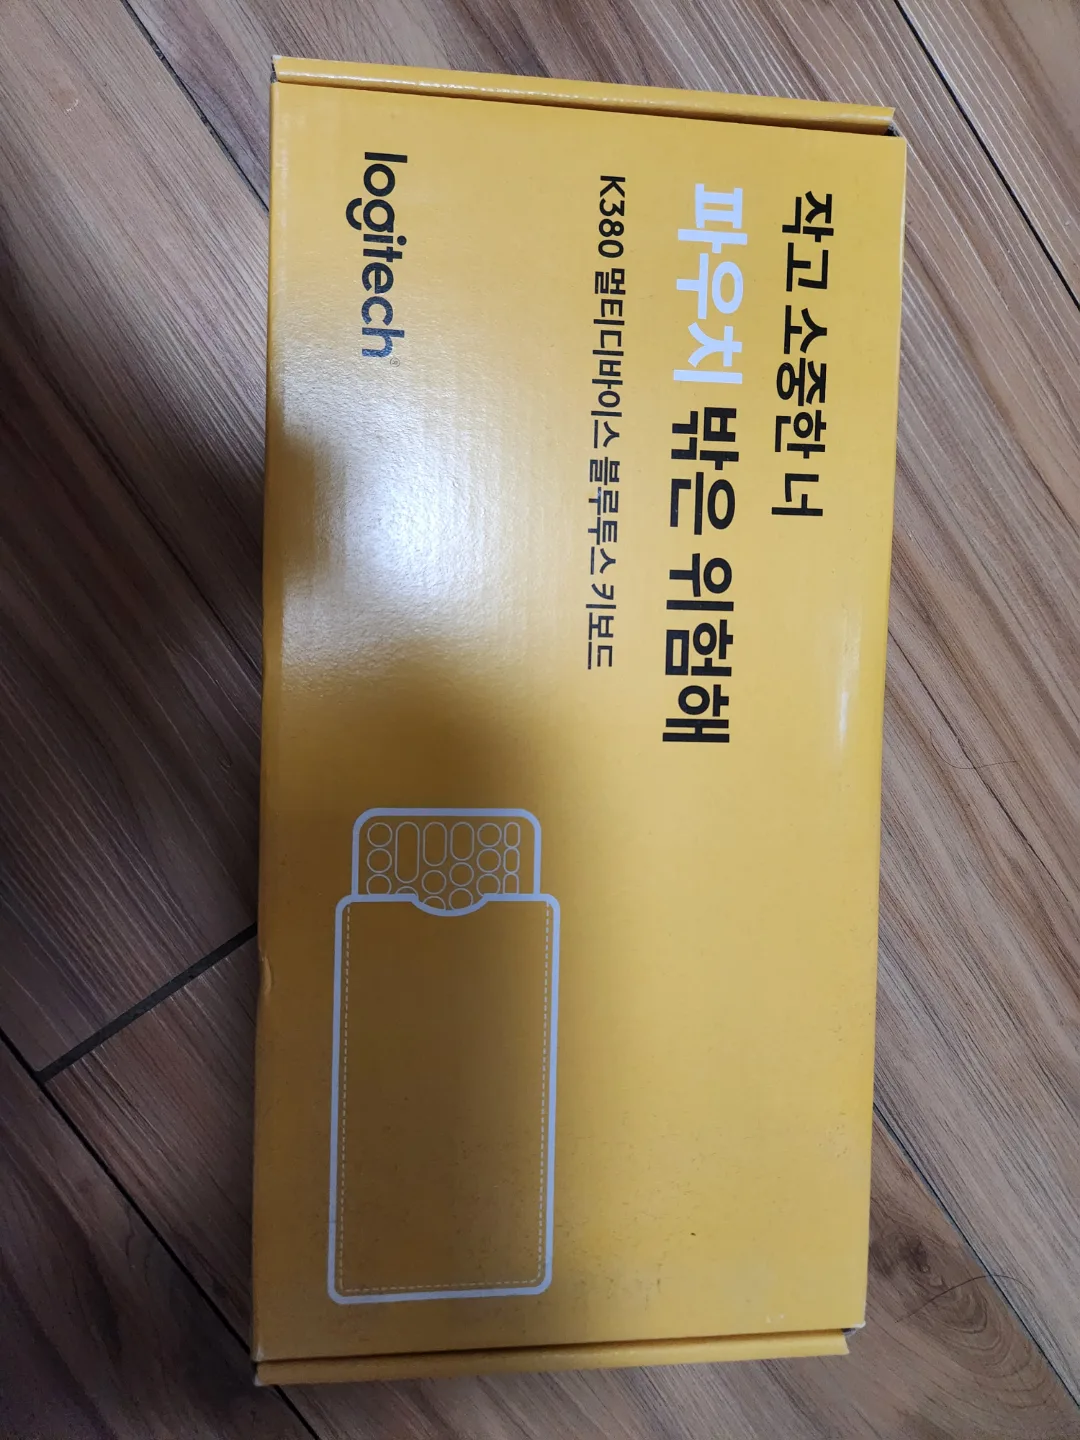 작고 소중한 너
파우치 밖은 위험해
K380 멀티디바이스 블루투스 키보드
logitech®